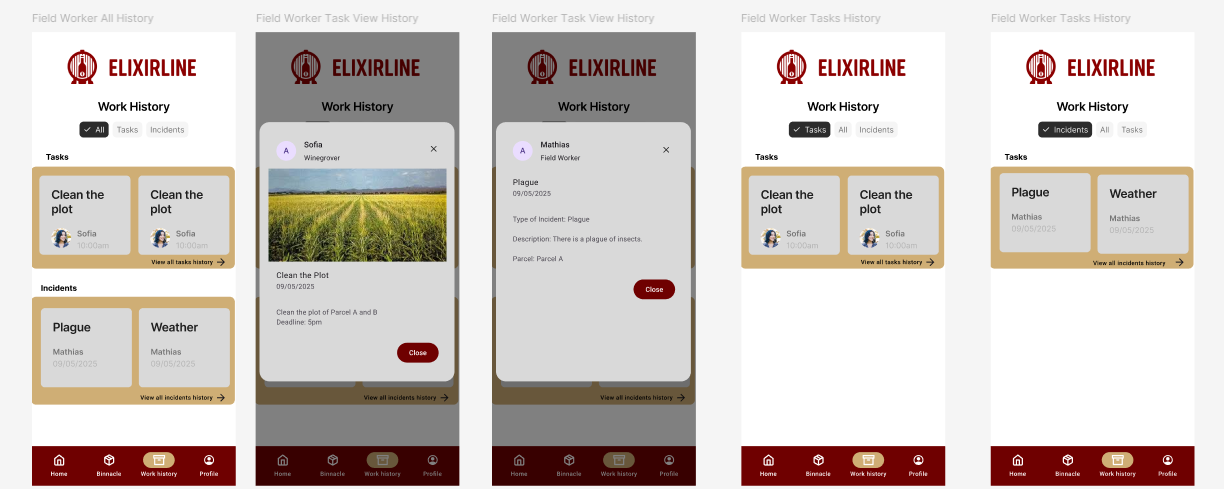 Field Worker All History
ELIXIRLINE
Work History
All
Tasks
Incidents
Tasks
Clean the
plot
Sofia
10:00am
Clean the
plot
Sofia
10:00am
View all tasks history
Incidents
Plague
Mathias
09/05/2025
Weather
Mathias
09/05/2025
View all incidents history
Home
Binnacle
Work history
Profile
Field Worker Task View History
ELIXIRLINE
Work History
A
Sofia
Winegrover
Clean the Plot
09/05/2025
Clean the plot of Parcel A and B
Deadline: 5pm
Close
View all incidents history
Home
Binnacle
Work history
Profile
Field Worker Task View History
ELIXIRLINE
Work History
A
Mathias
Field Worker
Plague
09/05/2025
Type of Incident: Plague
Description: There is a plague of insects.
Parcel: Parcel A
Close
View all incidents history
Home
Binnacle
Work history
Profile
Field Worker Tasks History
ELIXIRLINE
Work History
Tasks
All
Incidents
Tasks
Clean the
plot
Sofia
10:00am
Clean the
plot
Sofia
10:00am
View all tasks history
Home
Binnacle
Work history
Profile
Field Worker Tasks History
ELIXIRLINE
Work History
Incidents
All
Tasks
Tasks
Plague
Mathias
09/05/2025
Weather
Mathias
09/05/2025
View all incidents history
Home
Binnacle
Work history
Profile